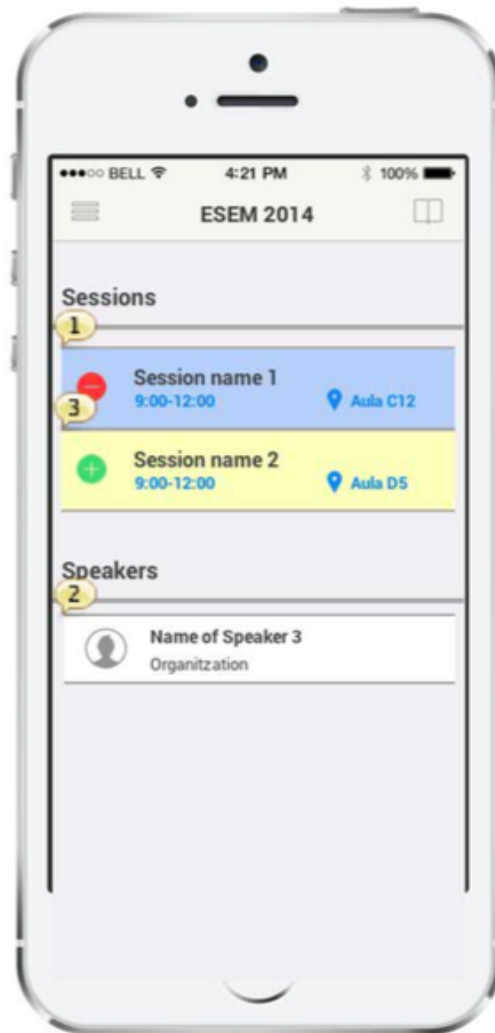 BELL 4:21 PM 100%
ESEM 2014
Sessions
1
Session name 1
9:00-12:00 Aula C12
3
Session name 2
9:00-12:00 Aula D5
Speakers
2
Name of Speaker 3
Organitzation